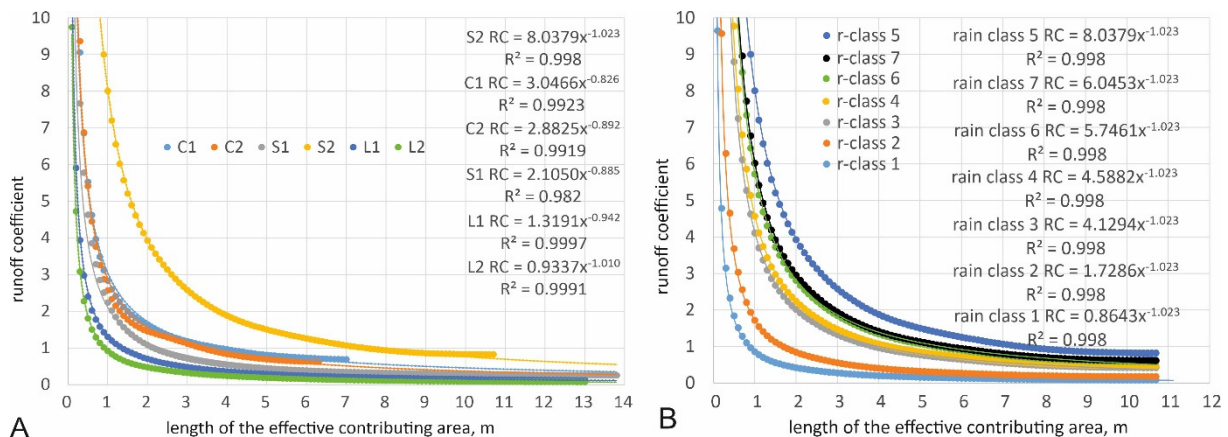 10
9
8
7
6
5
4
3
2
1
0
runoff coefficient
S2 RC = 8.0379x^-1.023
R² = 0.998
C1 RC = 3.0466x^-0.826
R² = 0.9923
C2 RC = 2.8825x^-0.892
R² = 0.9919
S1 RC = 2.1050x^-0.885
R² = 0.982
L1 RC = 1.3191x^-0.942
R² = 0.9997
L2 RC = 0.9337x^-1.010
R² = 0.9991
C1 C2 S1 S2 L1 L2
0 1 2 3 4 5 6 7 8 9 10 11 12 13 14
length of the effective contributing area, m
A
10
9
8
7
6
5
4
3
2
1
0
runoff coefficient
r-class 5
r-class 7
r-class 6
r-class 4
r-class 3
r-class 2
r-class 1
rain class 5 RC = 8.0379x^-1.023
R² = 0.998
rain class 7 RC = 6.0453x^-1.023
R² = 0.998
rain class 6 RC = 5.7461x^-1.023
R² = 0.998
rain class 4 RC = 4.5882x^-1.023
R² = 0.998
rain class 3 RC = 4.1294x^-1.023
R² = 0.998
rain class 2 RC = 1.7286x^-1.023
R² = 0.998
rain class 1 RC = 0.8643x^-1.023
R² = 0.998
0 1 2 3 4 5 6 7 8 9 10 11 12
length of the effective contributing area, m
B